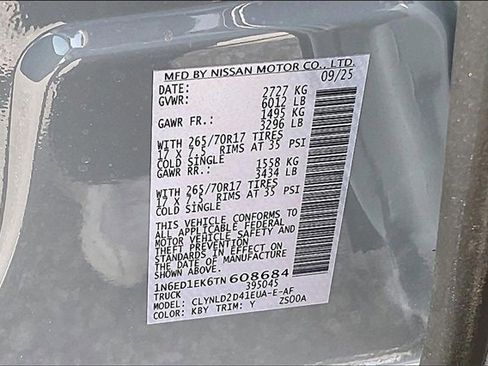 MFD BY NISSAN MOTOR CO., LTD.
DATE: 09/25
GVWR: 2727 KG
6012 LB
GAWR FR.: 1495 KG
3296 LB
WITH 265/70R17 TIRES
17 X 7.5 RIMS AT 35 PSI
COLD SINGLE
GAWR RR.: 1558 KG
3434 LB
WITH 265/70R17 TIRES
17 X 7.5 RIMS AT 35 PSI
COLD SINGLE
THIS VEHICLE CONFORMS TO
ALL APPLICABLE FEDERAL
MOTOR VEHICLE SAFETY AND
THEFT PREVENTION
STANDARDS IN EFFECT ON
THE DATE OF MANUFACTURE
SHOWN ABOVE.
1N6ED1EK6TN608684
TRUCK 395045
MODEL: CLYNLD2D41EUA-E-AF
COLOR: KBY TRIM: Y ZS00A